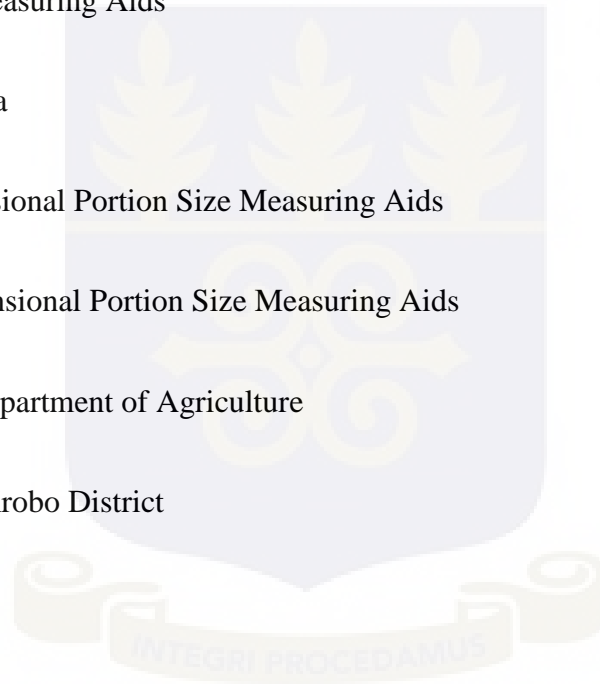 easuring Aids
a
sional Portion Size Measuring Aids
nsional Portion Size Measuring Aids
partment of Agriculture
robo District
INTEGRI PROCEDAMUS